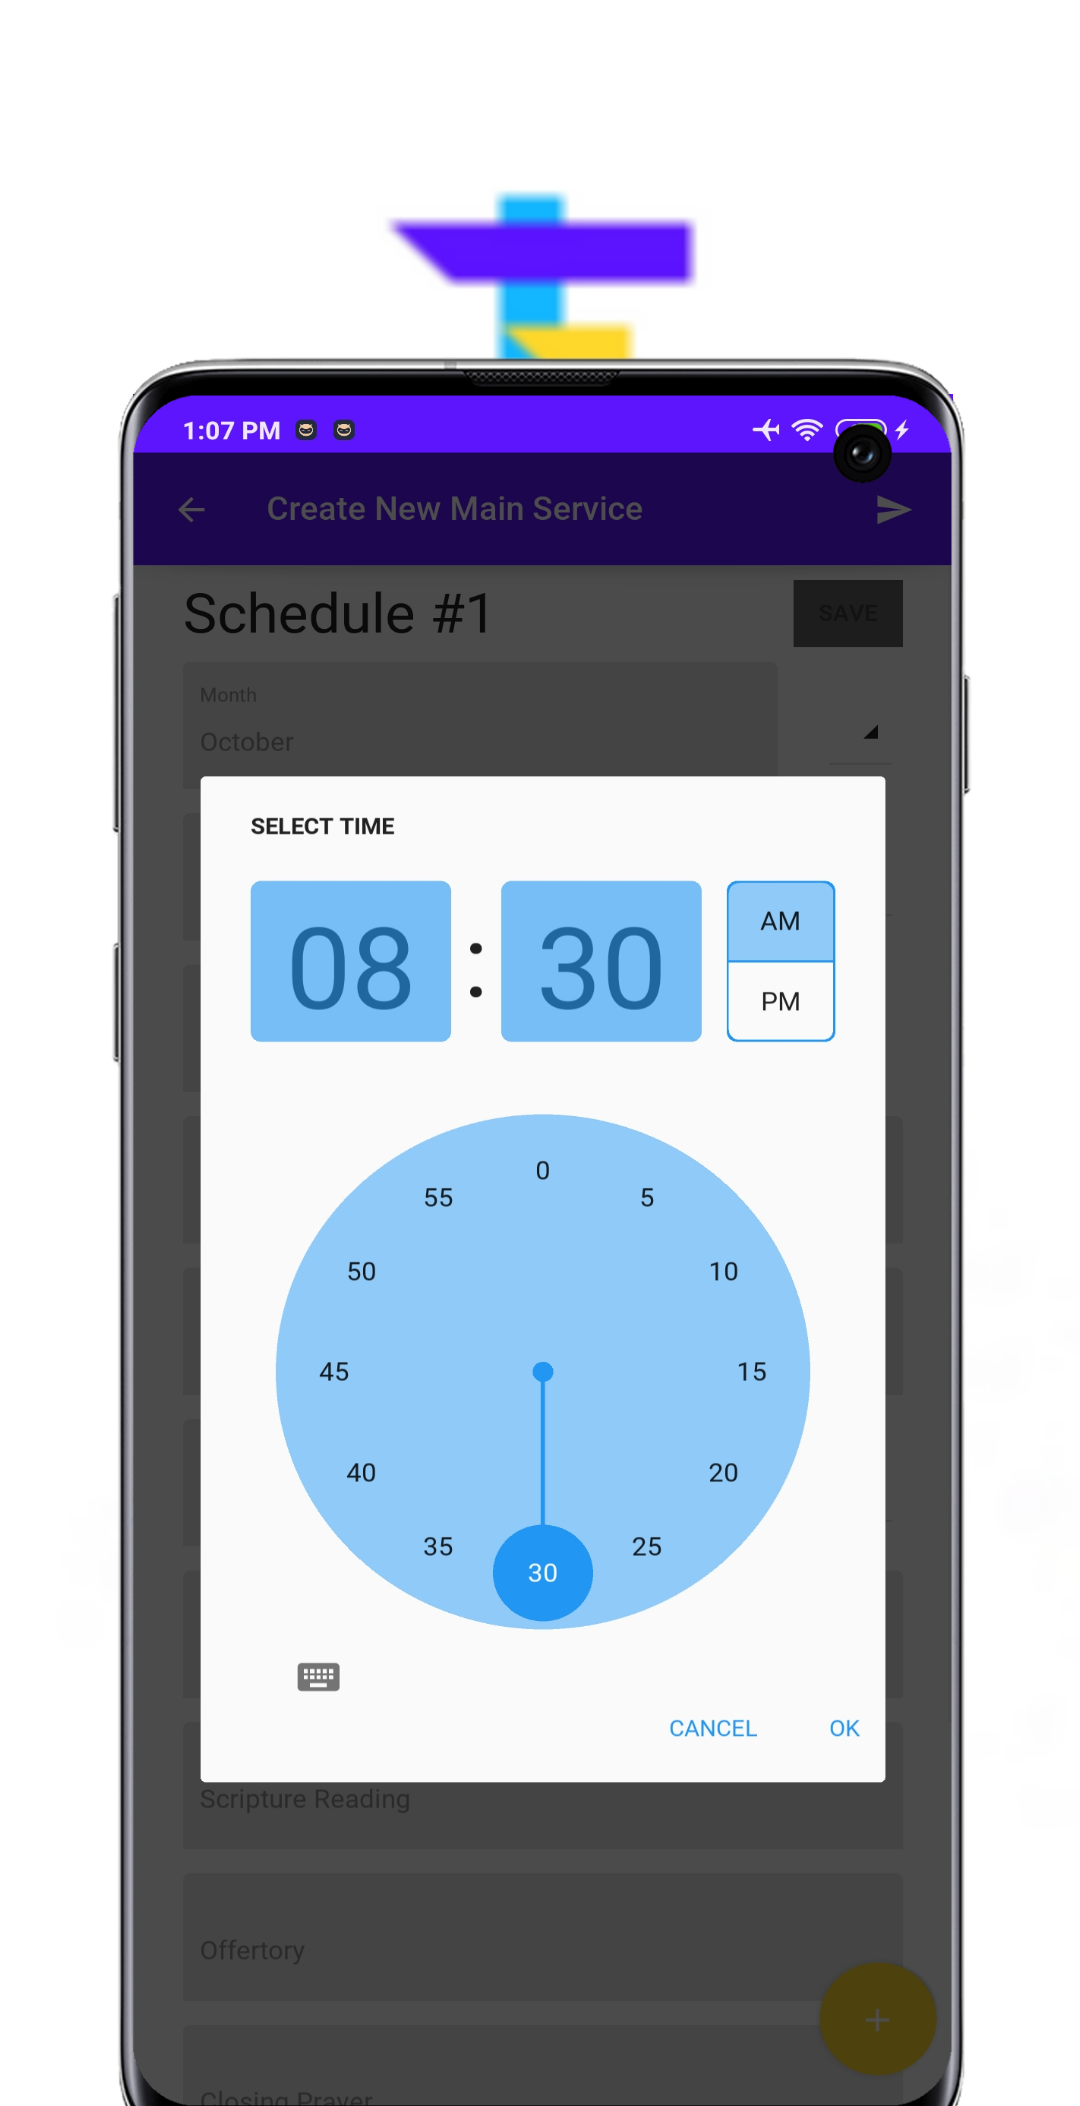 1:07 PM
Create New Main Service
Schedule #1
SAVE
Month
October
SELECT TIME
08 : 30
AM
PM
0
5
10
15
20
25
30
35
40
45
50
55
CANCEL
OK
Scripture Reading
Offertory
+
Closing Prayer